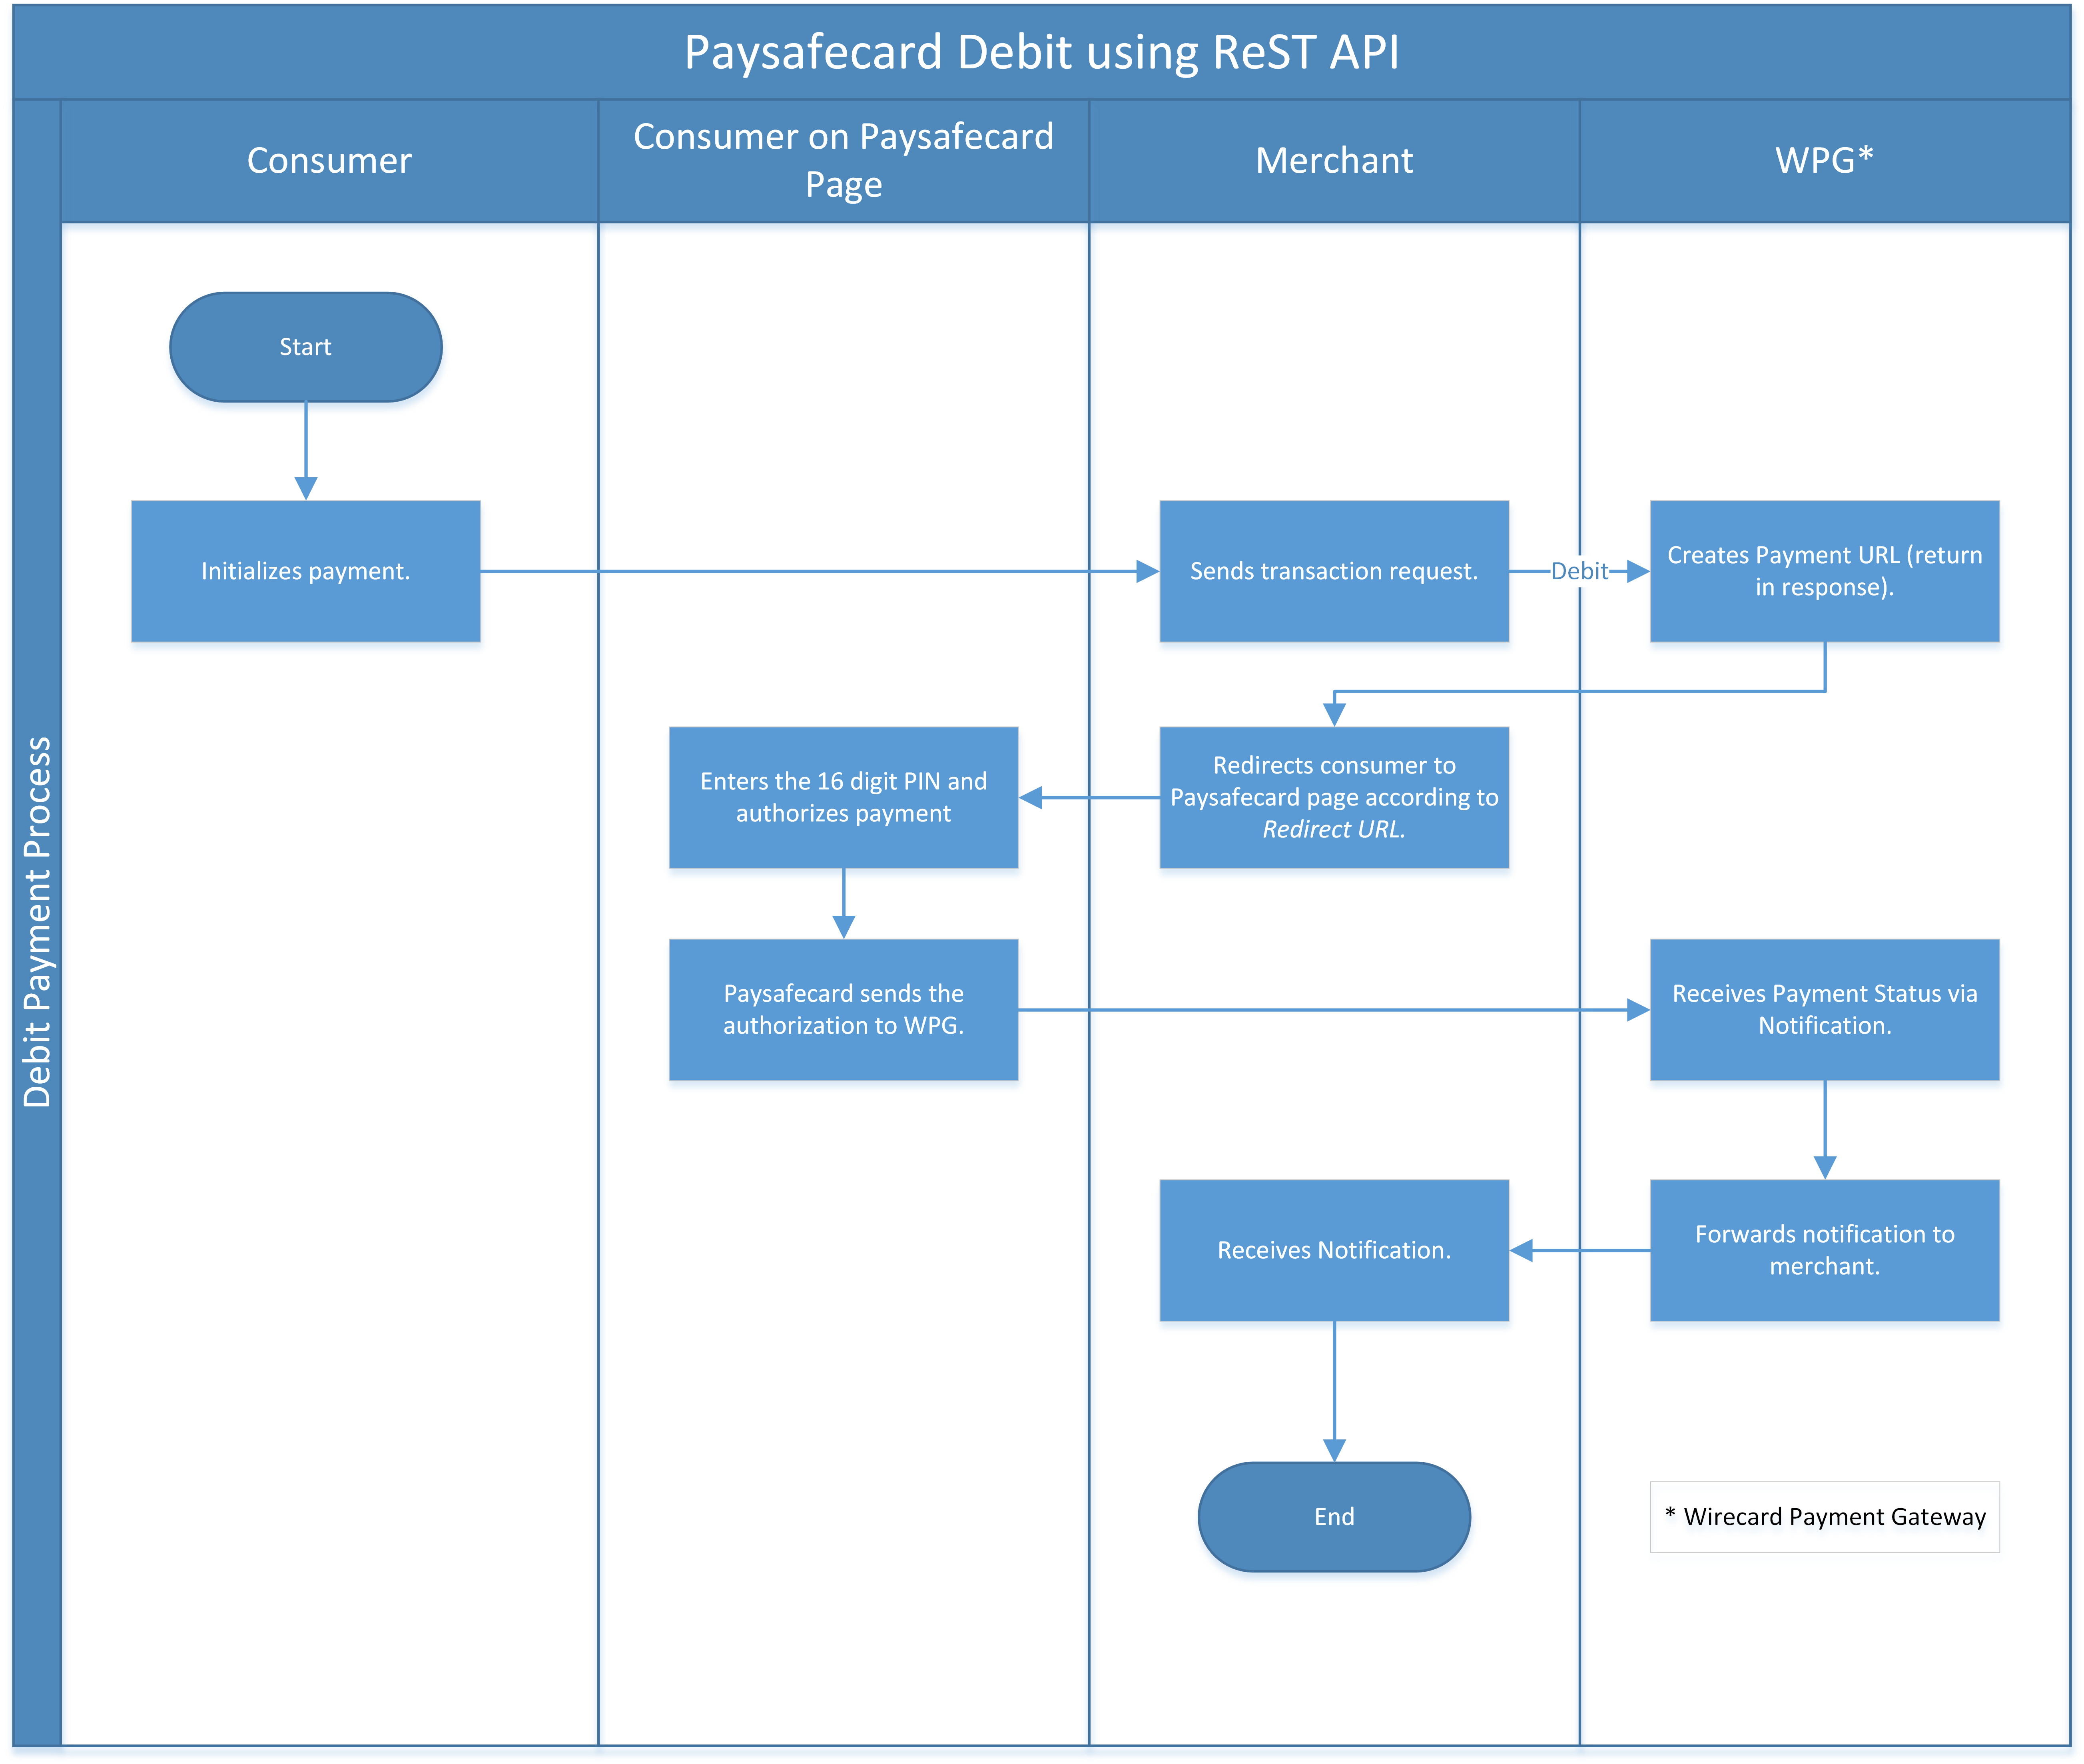 Paysafecard Debit using ReST API
Debit Payment Process
Consumer
Consumer on Paysafecard
Page
Merchant
WPG*
Start
Initializes payment.
Sends transaction request.
Debit
Creates Payment URL (return
in response).
Redirects consumer to
Paysafecard page according to
Redirect URL.
Enters the 16 digit PIN and
authorizes payment
Paysafecard sends the
authorization to WPG.
Receives Payment Status via
Notification.
Forwards notification to
merchant.
Receives Notification.
End
* Wirecard Payment Gateway